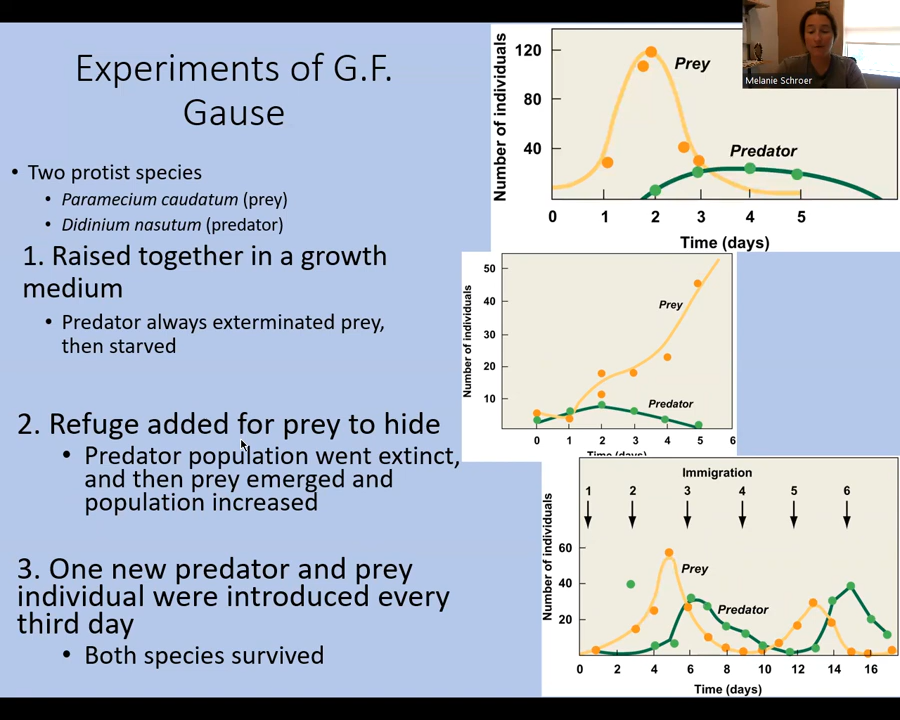 Experiments of G.F.
Gause
• Two protist species
• Paramecium caudatum (prey)
• Didinium nasutum (predator)
1. Raised together in a growth
medium
• Predator always exterminated prey,
then starved
2. Refuge added for prey to hide
• Predator population went extinct,
and then prey emerged and
population increased
3. One new predator and prey
individual were introduced every
third day
• Both species survived
Number of individuals
120
80
40
Prey
Predator
0 1 2 3 4 5
Time (days)
Melanie Schroer
Number of individuals
50
40
30
20
10
Prey
Predator
0 1 2 3 4 5 6
Time (days)
Immigration
1 2 3 4 5 6
Number of individuals
60
40
20
Prey
Predator
0 2 4 6 8 10 12 14 16
Time (days)